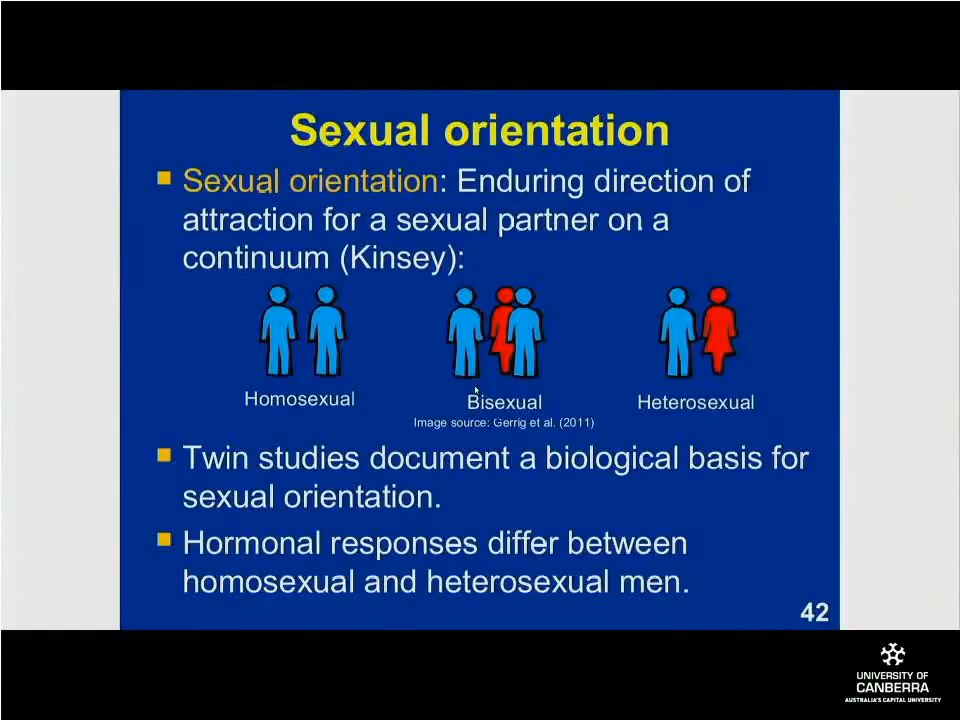 Sexual orientation
Sexual orientation: Enduring direction of
attraction for a sexual partner on a
continuum (Kinsey):
Homosexual
Bisexual
Heterosexual
Image source: Gerrig et al. (2011)
Twin studies document a biological basis for
sexual orientation.
Hormonal responses differ between
homosexual and heterosexual men.
42
UNIVERSITY OF
CANBERRA
AUSTRALIA'S CAPITAL UNIVERSITY